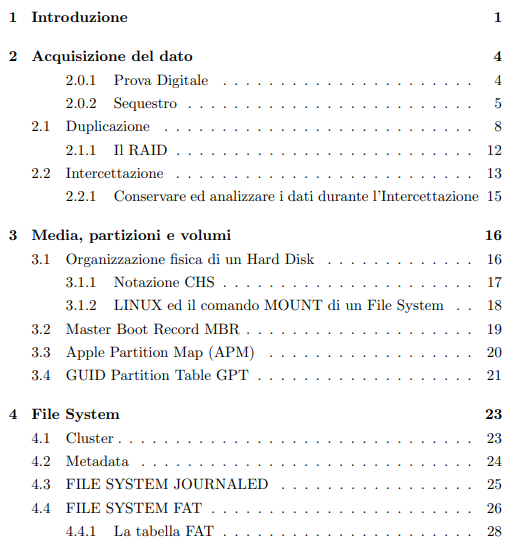 1 Introduzione 1
2 Acquisizione del dato 4
2.0.1 Prova Digitale . . . . . . . . . . . . . . . . . . . . . . 4
2.0.2 Sequestro . . . . . . . . . . . . . . . . . . . . . . . . . 5
2.1 Duplicazione . . . . . . . . . . . . . . . . . . . . . . . . . . . 8
2.1.1 Il RAID . . . . . . . . . . . . . . . . . . . . . . . . . . 12
2.2 Intercettazione . . . . . . . . . . . . . . . . . . . . . . . . . . 13
2.2.1 Conservare ed analizzare i dati durante l'Intercettazione 15
3 Media, partizioni e volumi 16
3.1 Organizzazione fisica di un Hard Disk . . . . . . . . . . . . . 16
3.1.1 Notazione CHS . . . . . . . . . . . . . . . . . . . . . . 17
3.1.2 LINUX ed il comando MOUNT di un File System . . 18
3.2 Master Boot Record MBR . . . . . . . . . . . . . . . . . . . . 19
3.3 Apple Partition Map (APM) . . . . . . . . . . . . . . . . . . 20
3.4 GUID Partition Table GPT . . . . . . . . . . . . . . . . . . . 21
4 File System 23
4.1 Cluster . . . . . . . . . . . . . . . . . . . . . . . . . . . . . . . 23
4.2 Metadata . . . . . . . . . . . . . . . . . . . . . . . . . . . . . 24
4.3 FILE SYSTEM JOURNALED . . . . . . . . . . . . . . . . . 25
4.4 FILE SYSTEM FAT . . . . . . . . . . . . . . . . . . . . . . . 26
4.4.1 La tabella FAT . . . . . . . . . . . . . . . . . . . . . . 28